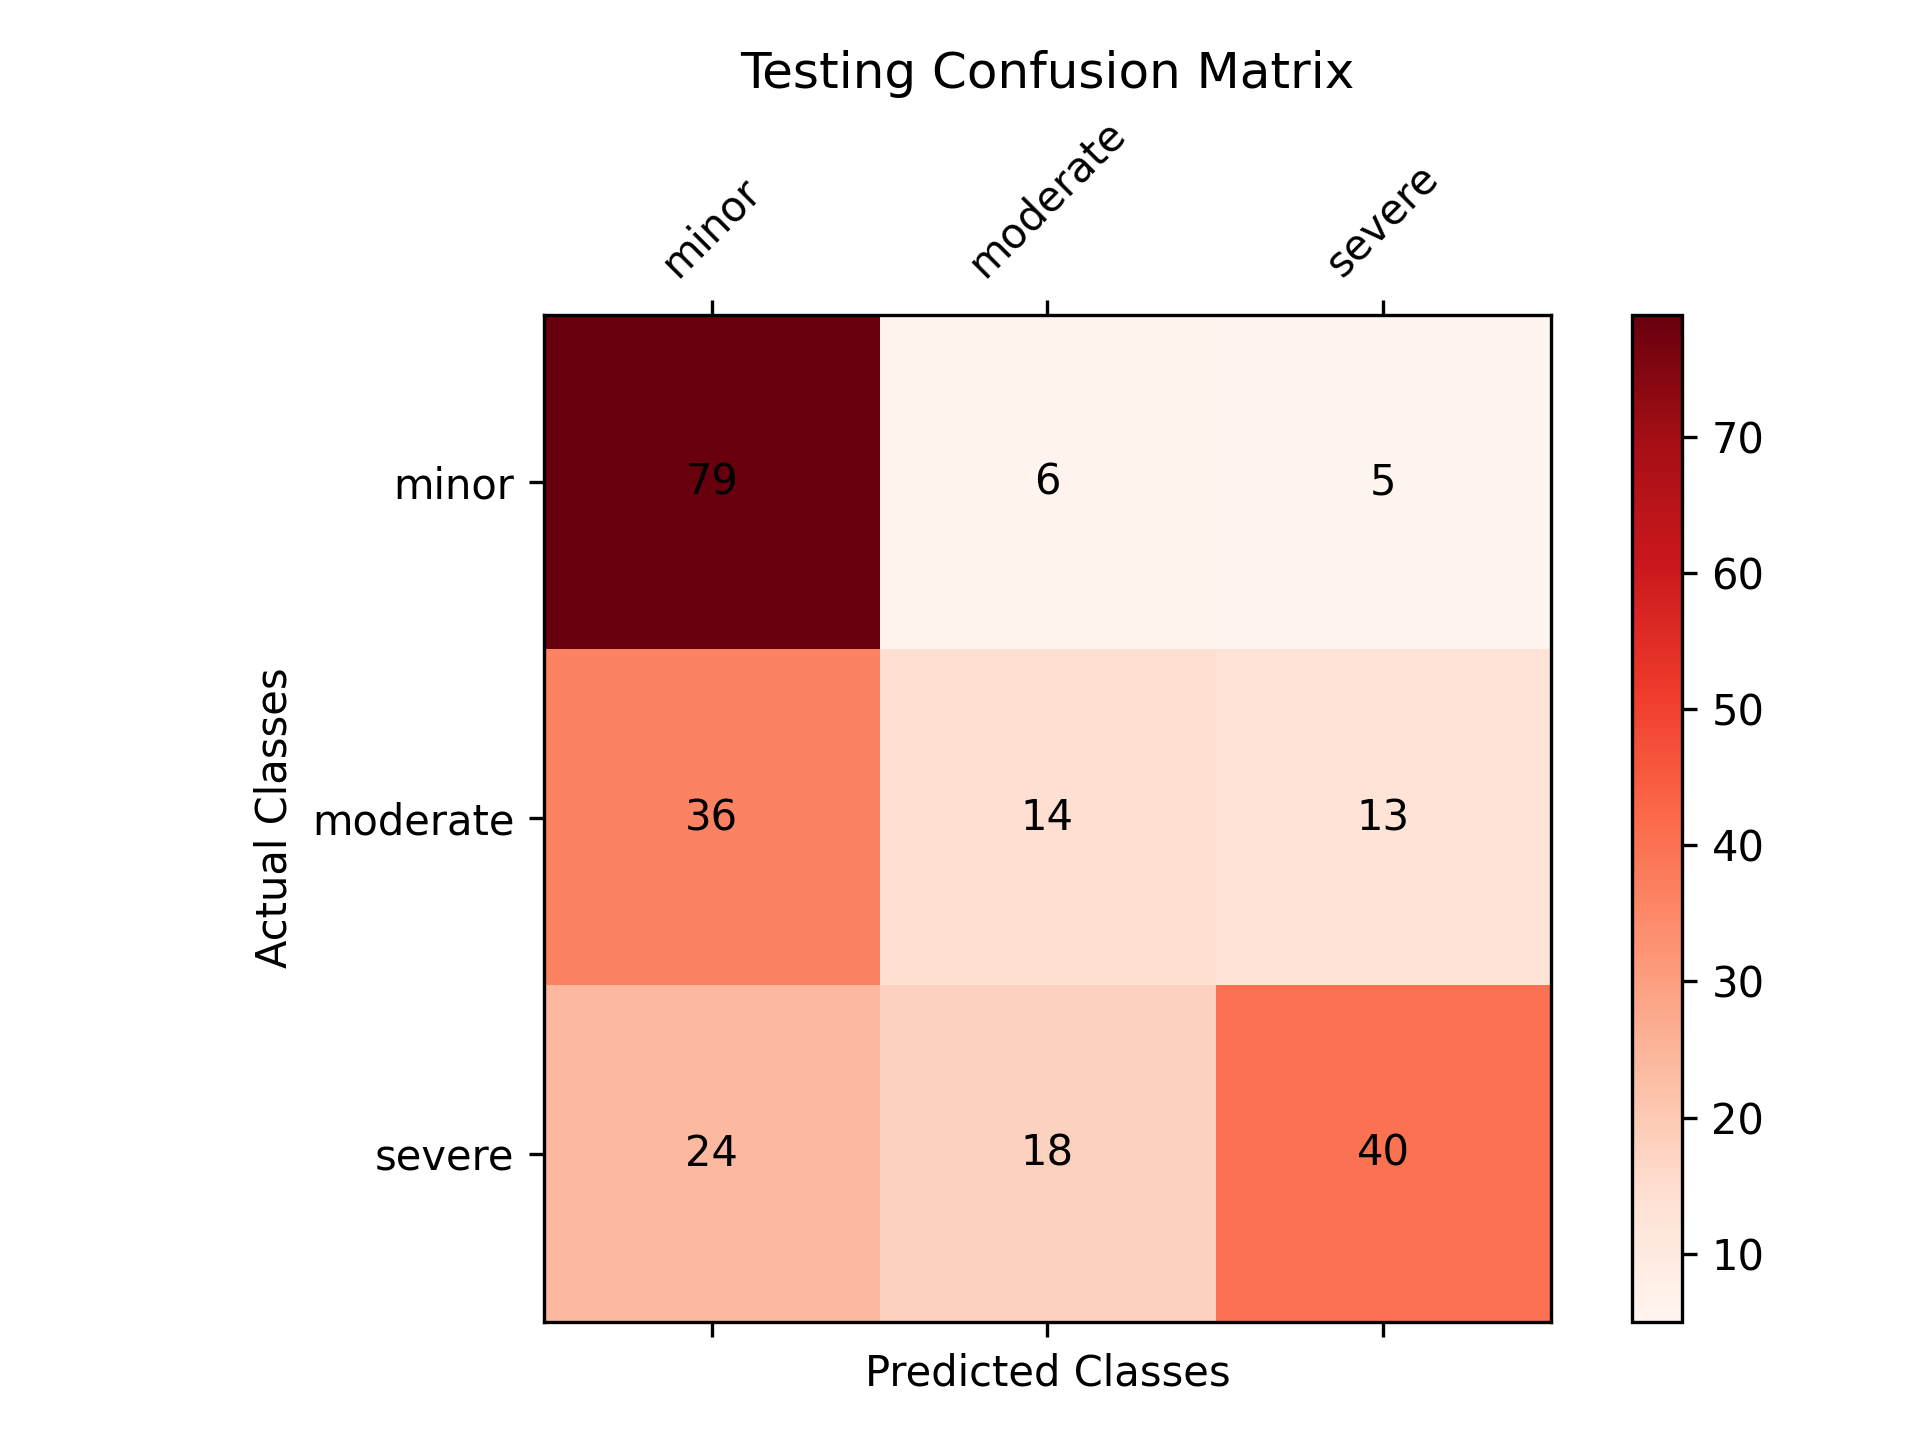 Testing Confusion Matrix
minor moderate severe
minor 79 6 5
moderate 36 14 13
severe 24 18 40
Actual Classes
Predicted Classes
70
60
50
40
30
20
10